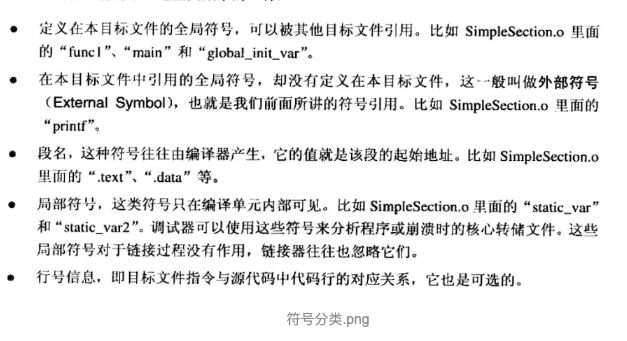 ● 定义在本目标文件的全局符号，可以被其他目标文件引用。比如 SimpleSection.o 里面
的“func1”、“main”和“global_init_var”。
● 在本目标文件中引用的全局符号，却没有定义在本目标文件，这一般叫做外部符号
（External Symbol），也就是我们前面所讲的符号引用。比如 SimpleSection.o 里面的
“printf”。
● 段名，这种符号往往由编译器产生，它的值就是该段的起始地址。比如 SimpleSection.o
里面的“.text”、“.data”等。
● 局部符号，这类符号只在编译单元内部可见。比如 SimpleSection.o 里面的“static_var”
和“static_var2”。调试器可以使用这些符号来分析程序或崩溃时的核心转储文件。这些
局部符号对于链接过程没有作用，链接器往往也忽略它们。
● 行号信息，即目标文件指令与源代码中代码行的对应关系，它也是可选的。
符号分类.png